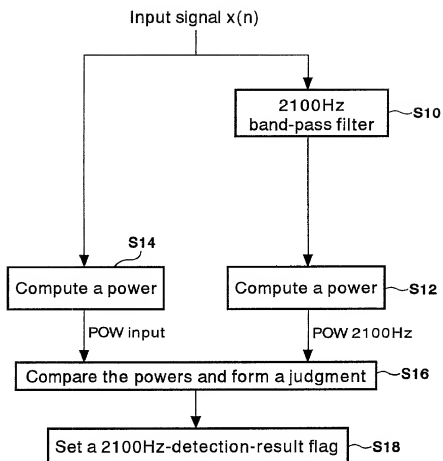 Input signal x(n)
2100Hz
band-pass filter
S10
S14
Compute a power
Compute a power
S12
POW input
POW 2100Hz
Compare the powers and form a judgment
S16
Set a 2100Hz-detection-result flag
S18